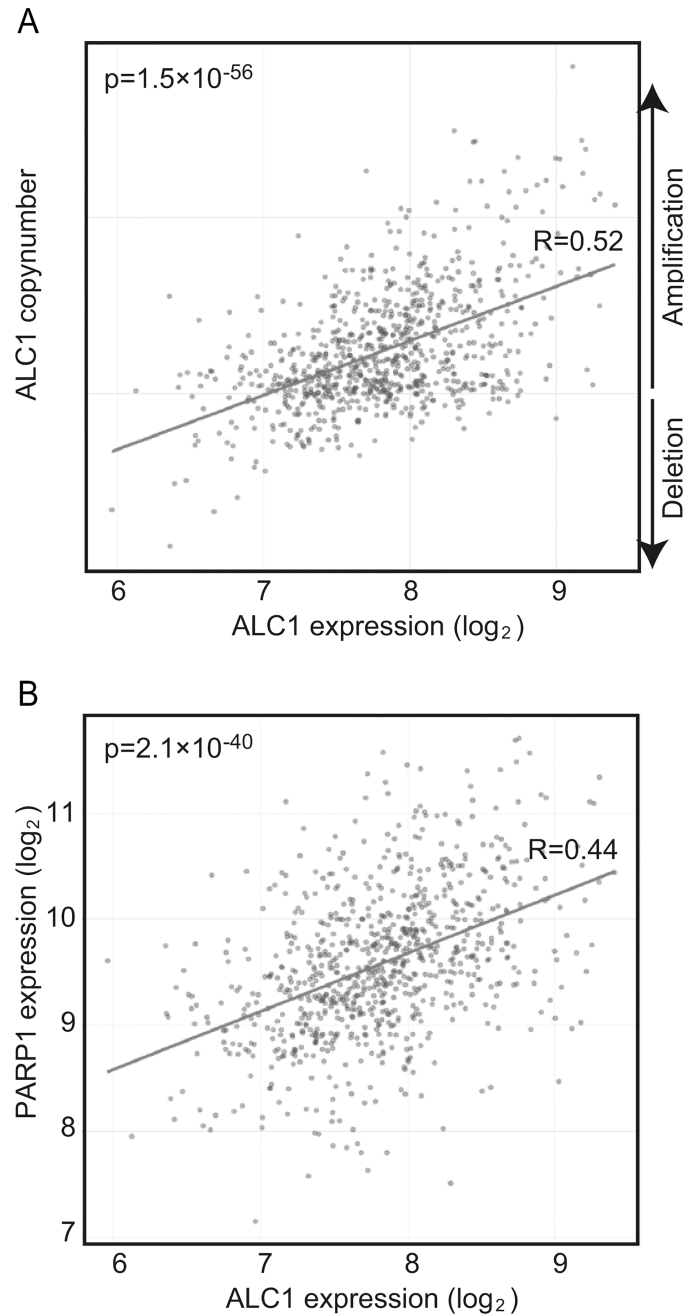 A
p=1.5×10-56
ALC1 copynumber
R=0.52
Amplification
Deletion
6 7 8 9
ALC1 expression (log2)
B
p=2.1×10-40
PARP1 expression (log2)
11
R=0.44
10
9
8
7
6 7 8 9
ALC1 expression (log2)